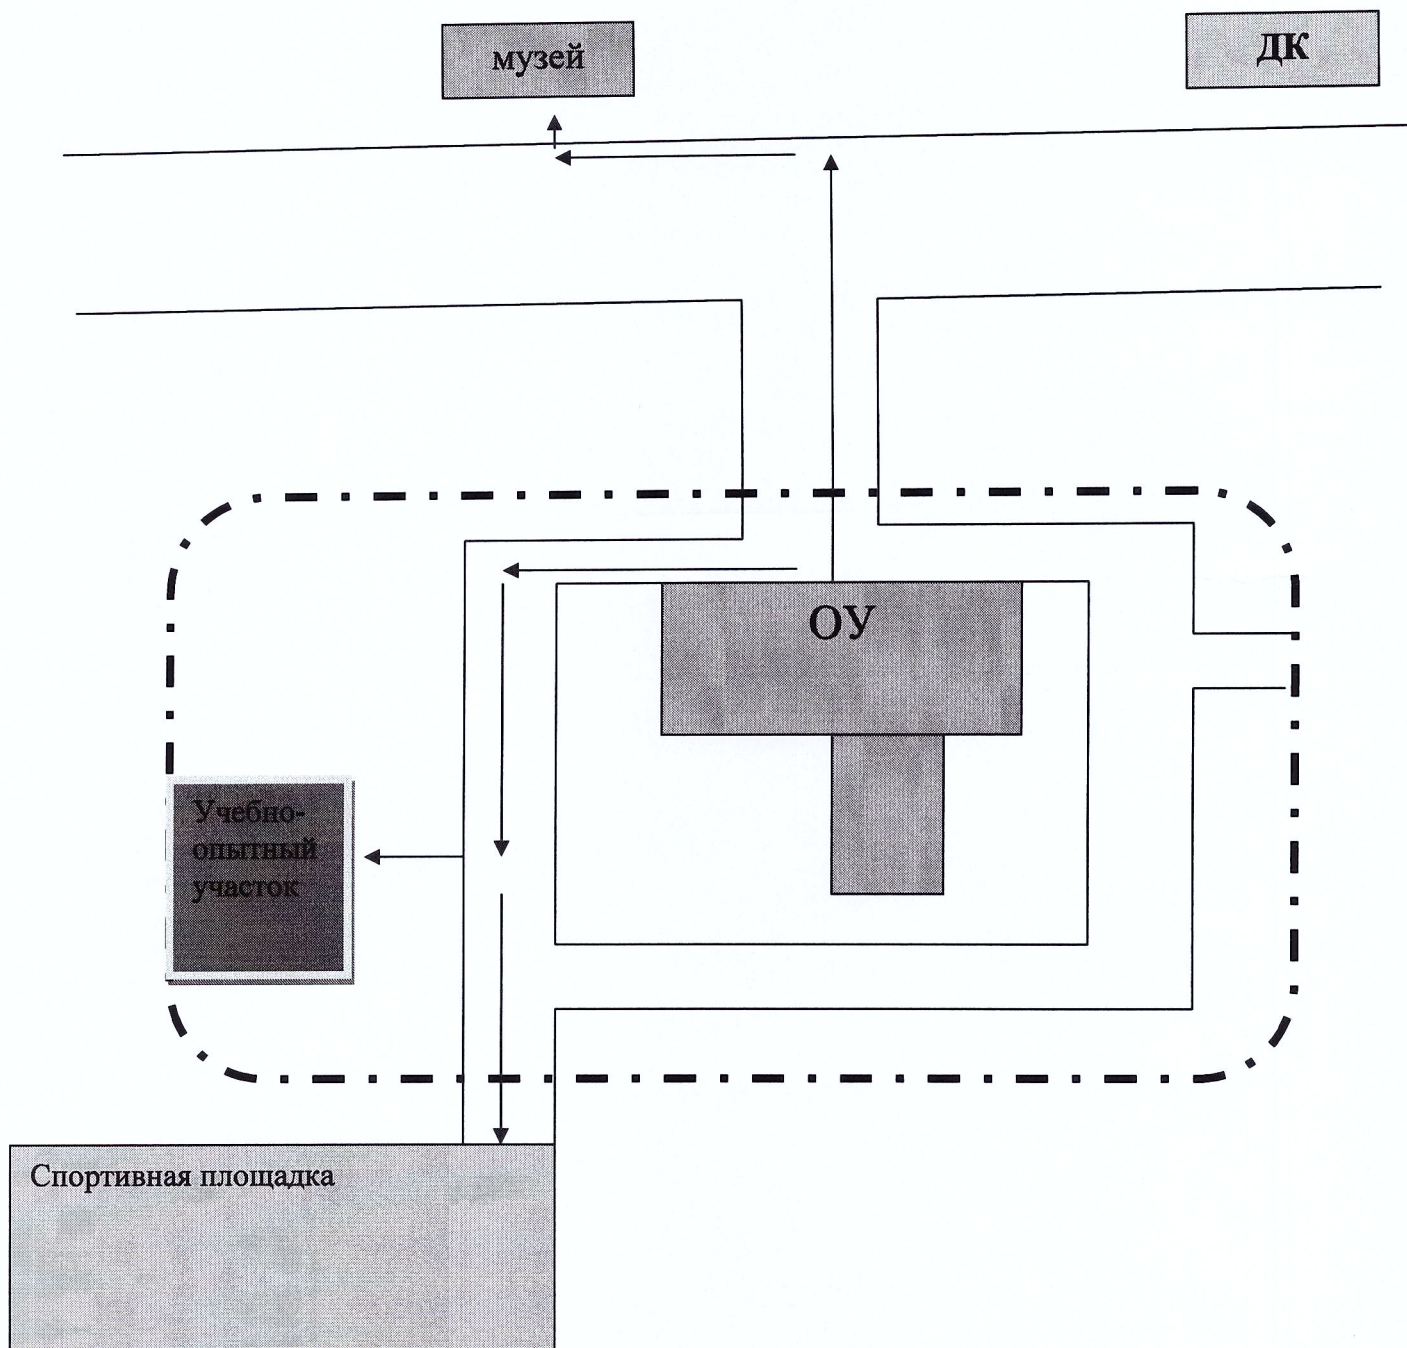 музей
ДК
ОУ
Учебно-
опытный
участок
Спортивная площадка